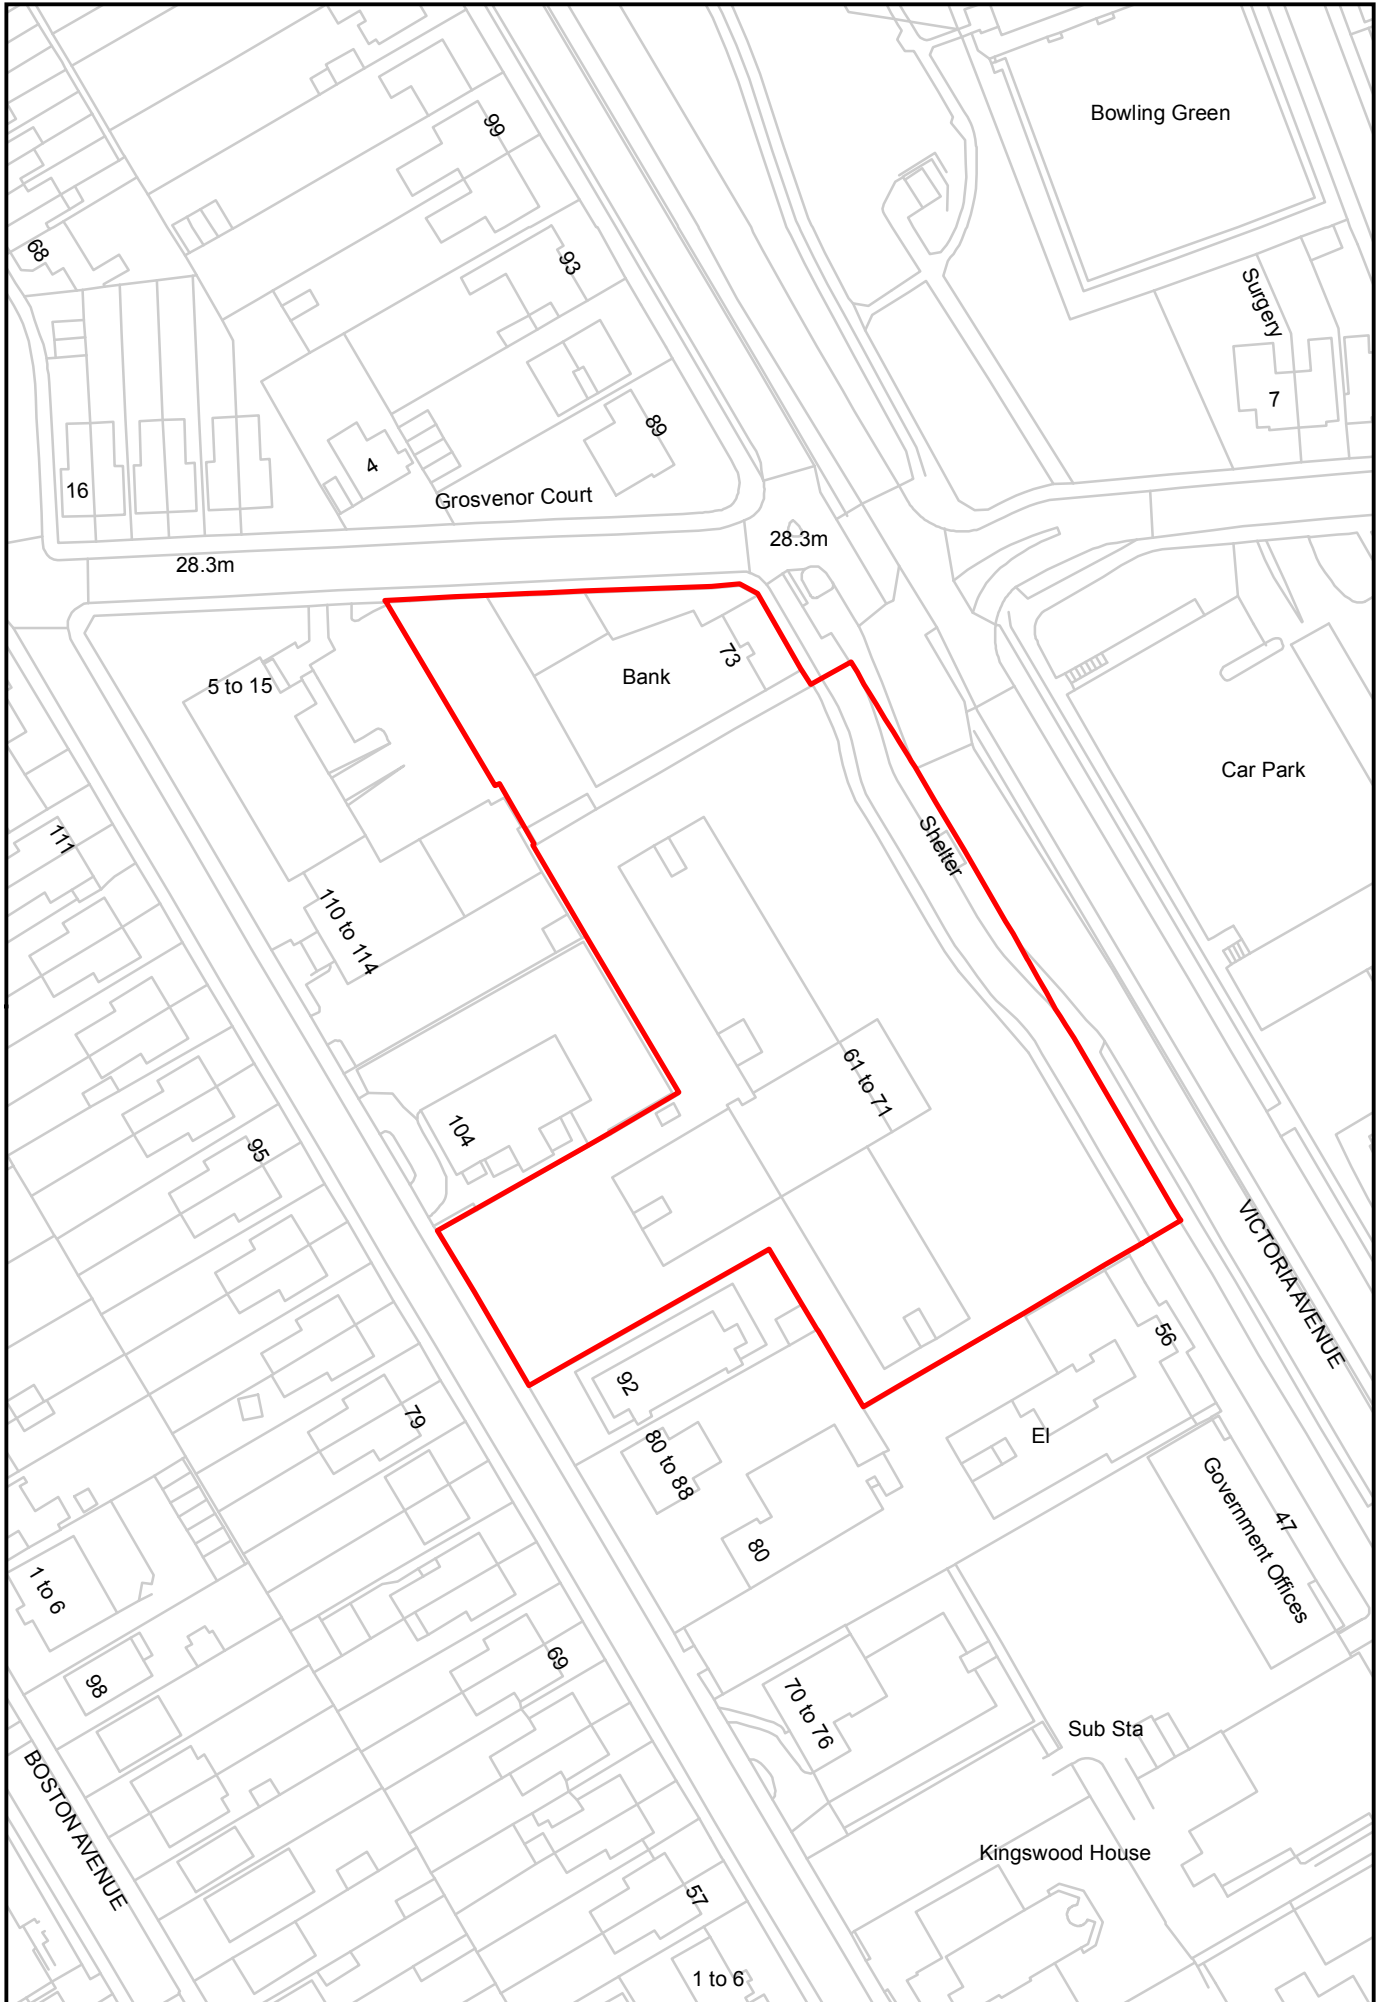 Bowling Green
99
68
93
Surgery
7
89
4
16
Grosvenor Court
28.3m
28.3m
73
Bank
5 to 15
Car Park
111
Shelter
110 to 114
61 to 71
104
95
VICTORIA AVENUE
56
92
79
80 to 88
El
47
Government Offices
80
1 to 6
69
98
70 to 76
Sub Sta
BOSTON AVENUE
Kingswood House
57
1 to 6